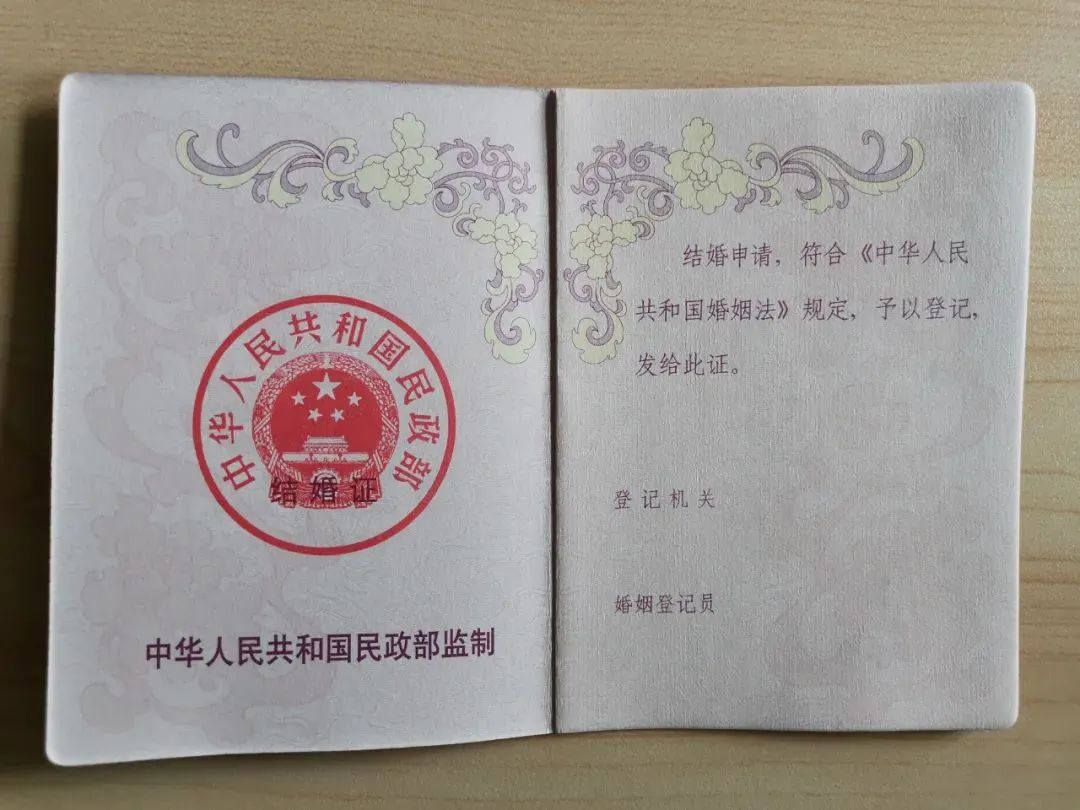 中华人民共和国民政部
结婚证
中华人民共和国民政部监制
结婚申请，符合《中华人民
共和国婚姻法》规定，予以登记，
发给此证。
登记机关
婚姻登记员